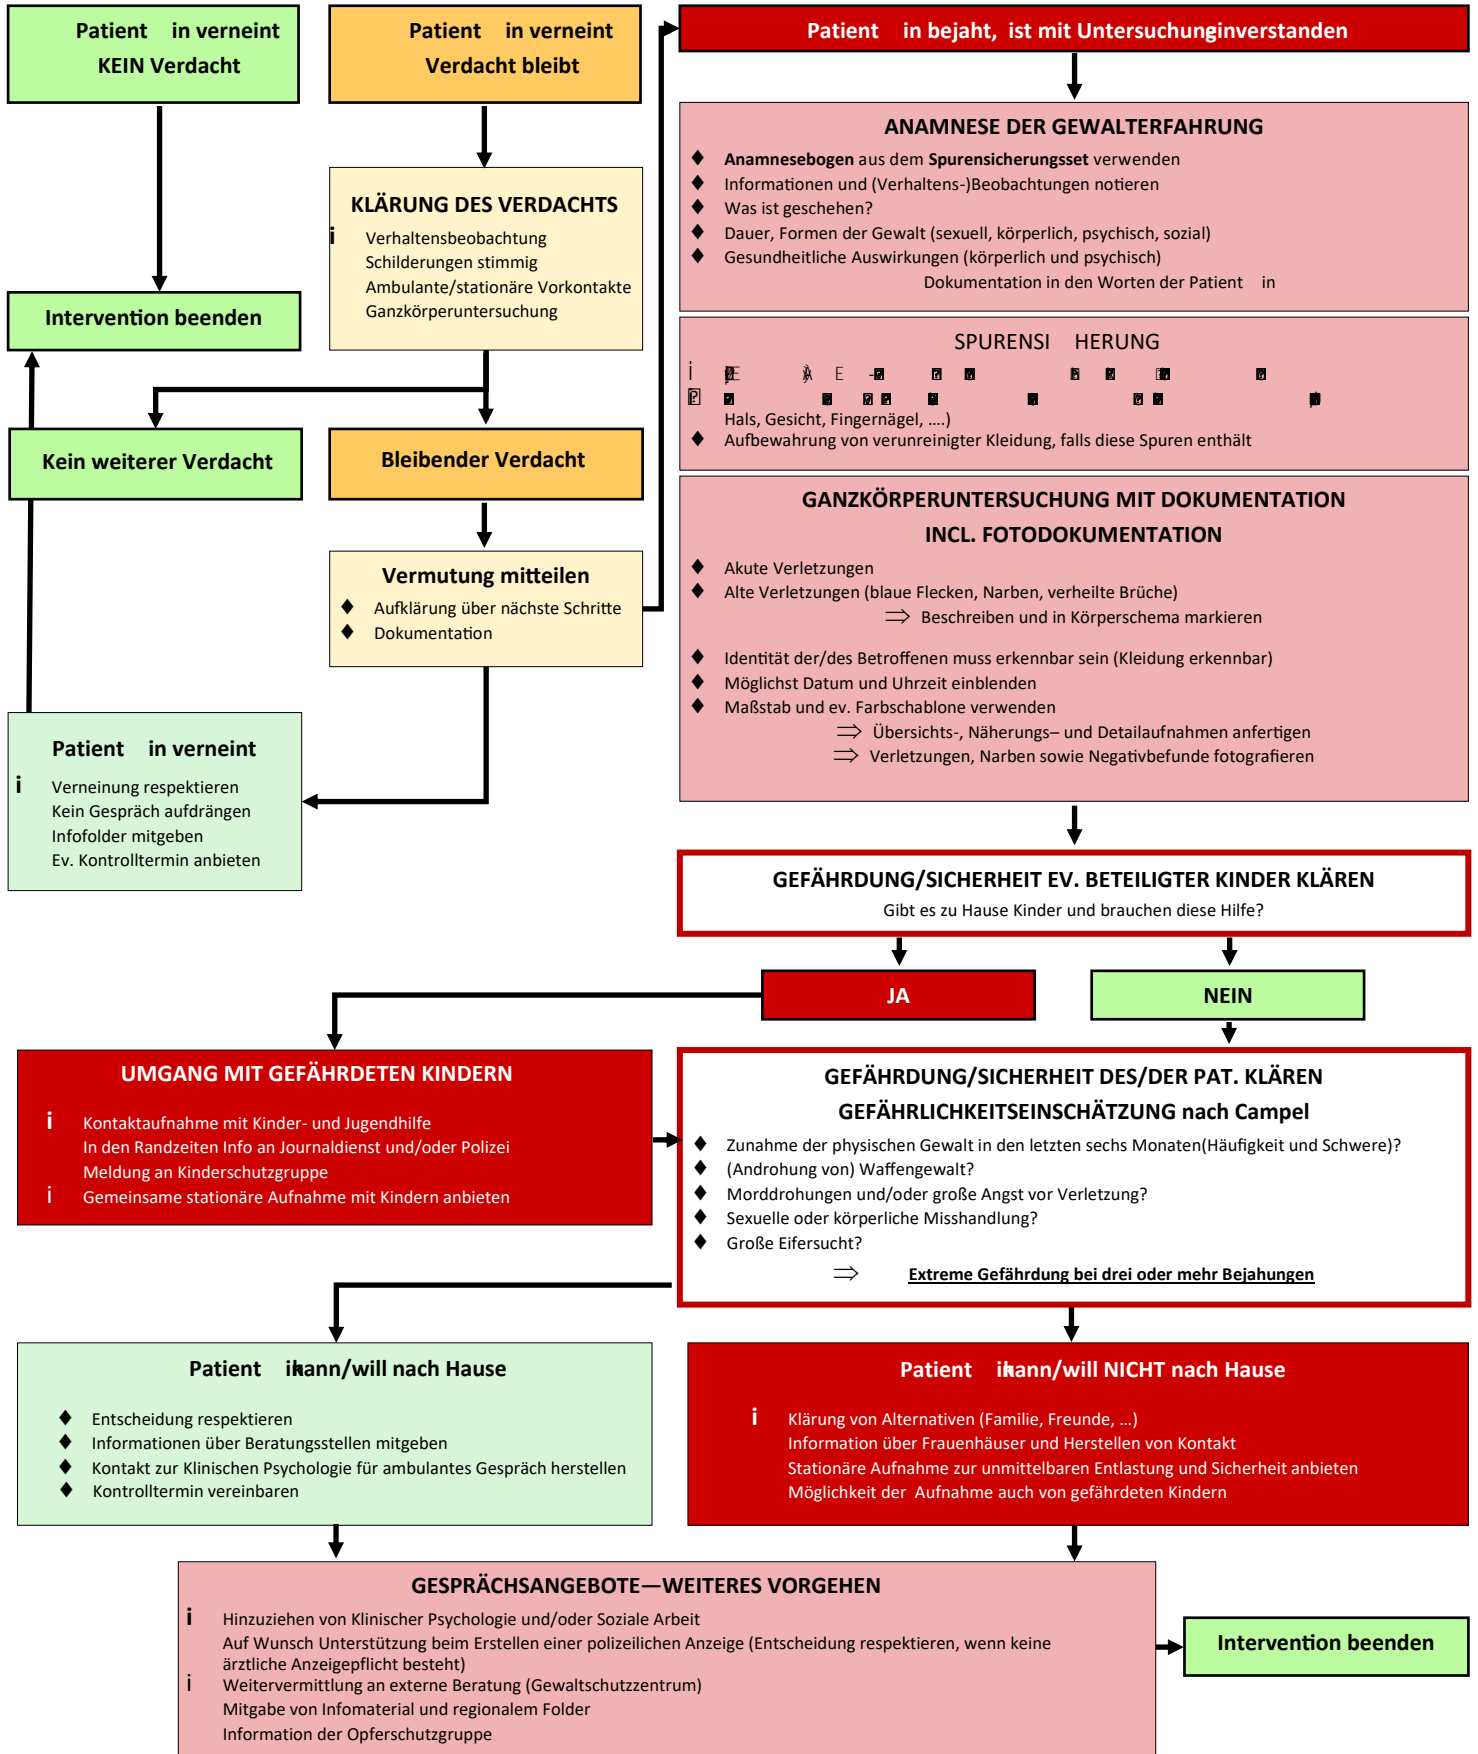 Patient in verneint
KEIN Verdacht
Patient in verneint
Verdacht bleibt
Patient in bejaht, ist mit Untersuchung inverstanden
KLÄRUNG DES VERDACHTS
i Verhaltensbeobachtung
Schilderungen stimmig
Ambulante/stationäre Vorkontakte
Ganzkörperuntersuchung
Intervention beenden
Kein weiterer Verdacht
Bleibender Verdacht
Vermutung mitteilen
♦ Aufklärung über nächste Schritte
♦ Dokumentation
Patient in verneint
i Verneinung respektieren
Kein Gespräch aufdrängen
Infofolder mitgeben
Ev. Kontrolltermin anbieten
ANAMNESE DER GEWALTERFAHRUNG
♦ Anamnesebogen aus dem Spurensicherungsset verwenden
♦ Informationen und (Verhaltens-)Beobachtungen notieren
♦ Was ist geschehen?
♦ Dauer, Formen der Gewalt (sexuell, körperlich, psychisch, sozial)
♦ Gesundheitliche Auswirkungen (körperlich und psychisch)
Dokumentation in den Worten der Patient in
SPURENSI HERUNG
Hals, Gesicht, Fingernägel, ....)
♦ Aufbewahrung von verunreinigter Kleidung, falls diese Spuren enthält
GANZKÖRPERUNTERSUCHUNG MIT DOKUMENTATION
INCL. FOTODOKUMENTATION
♦ Akute Verletzungen
♦ Alte Verletzungen (blaue Flecken, Narben, verheilte Brüche)
⇒ Beschreiben und in Körperschema markieren
♦ Identität der/des Betroffenen muss erkennbar sein (Kleidung erkennbar)
♦ Möglichst Datum und Uhrzeit einblenden
♦ Maßstab und ev. Farbschablone verwenden
⇒ Übersichts-, Näherungs– und Detailaufnahmen anfertigen
⇒ Verletzungen, Narben sowie Negativbefunde fotografieren
GEFÄHRDUNG/SICHERHEIT EV. BETEILIGTER KINDER KLÄREN
Gibt es zu Hause Kinder und brauchen diese Hilfe?
JA
NEIN
UMGANG MIT GEFÄHRDETEN KINDERN
i Kontaktaufnahme mit Kinder- und Jugendhilfe
In den Randzeiten Info an Journaldienst und/oder Polizei
Meldung an Kinderschutzgruppe
i Gemeinsame stationäre Aufnahme mit Kindern anbieten
GEFÄHRDUNG/SICHERHEIT DES/DER PAT. KLÄREN
GEFÄHRLICHKEITSEINSCHÄTZUNG nach Campel
♦ Zunahme der physischen Gewalt in den letzten sechs Monaten(Häufigkeit und Schwere)?
♦ (Androhung von) Waffengewalt?
♦ Morddrohungen und/oder große Angst vor Verletzung?
♦ Sexuelle oder körperliche Misshandlung?
♦ Große Eifersucht?
⇒ Extreme Gefährdung bei drei oder mehr Bejahungen
Patient in kann/will nach Hause
♦ Entscheidung respektieren
♦ Informationen über Beratungsstellen mitgeben
♦ Kontakt zur Klinischen Psychologie für ambulantes Gespräch herstellen
♦ Kontrolltermin vereinbaren
Patient in kann/will NICHT nach Hause
i Klärung von Alternativen (Familie, Freunde, …)
Information über Frauenhäuser und Herstellen von Kontakt
Stationäre Aufnahme zur unmittelbaren Entlastung und Sicherheit anbieten
Möglichkeit der Aufnahme auch von gefährdeten Kindern
GESPRÄCHSANGEBOTE—WEITERES VORGEHEN
i Hinzuziehen von Klinischer Psychologie und/oder Soziale Arbeit
Auf Wunsch Unterstützung beim Erstellen einer polizeilichen Anzeige (Entscheidung respektieren, wenn keine
ärztliche Anzeigepflicht besteht)
i Weitervermittlung an externe Beratung (Gewaltschutzzentrum)
Mitgabe von Infomaterial und regionalem Folder
Information der Opferschutzgruppe
Intervention beenden